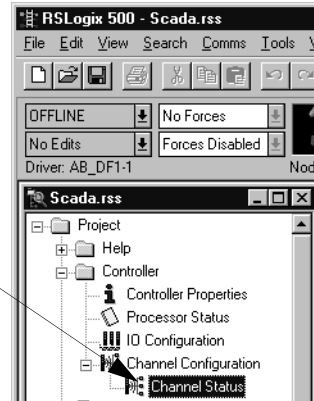 RSLogix 500 - Scada.rss
File Edit View Search Comms Tools
OFFLINE No Forces
No Edits Forces Disabled
Driver: AB_DF1-1
Scada.rss
Project
Help
Controller
Controller Properties
Processor Status
IO Configuration
Channel Configuration
Channel Status